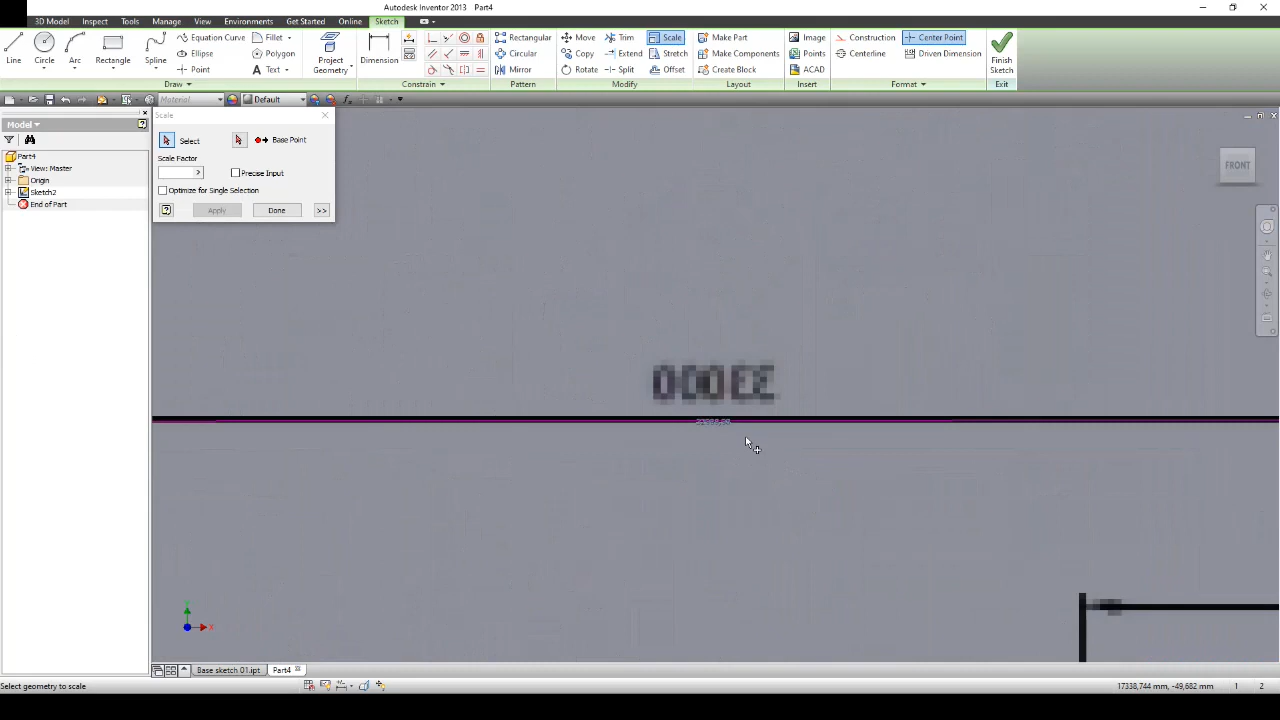 Autodesk Inventor 2013 Part4
3D Model Inspect Tools Manage View Environments Get Started Online Sketch
Line Circle Arc Rectangle Spline Equation Curve Ellipse Point Fillet Polygon Text Project Geometry Dimension Rectangular Circular Mirror Move Copy Rotate Trim Extend Split Scale Stretch Offset Make Part Make Components Create Block Image Points ACAD Construction Centerline Center Point Driven Dimension Finish Sketch
Draw Constrain Pattern Modify Layout Insert Format Exit
Material Default
Model
Part4
View: Master
Origin
Sketch2
End of Part
Scale
Select Base Point
Scale Factor
Precise Input
Optimize for Single Selection
Apply Done >>
FRONT
Y
X
Base sketch 01.ipt Part4
Select geometry to scale 17338,744 mm, -49,682 mm 1 2